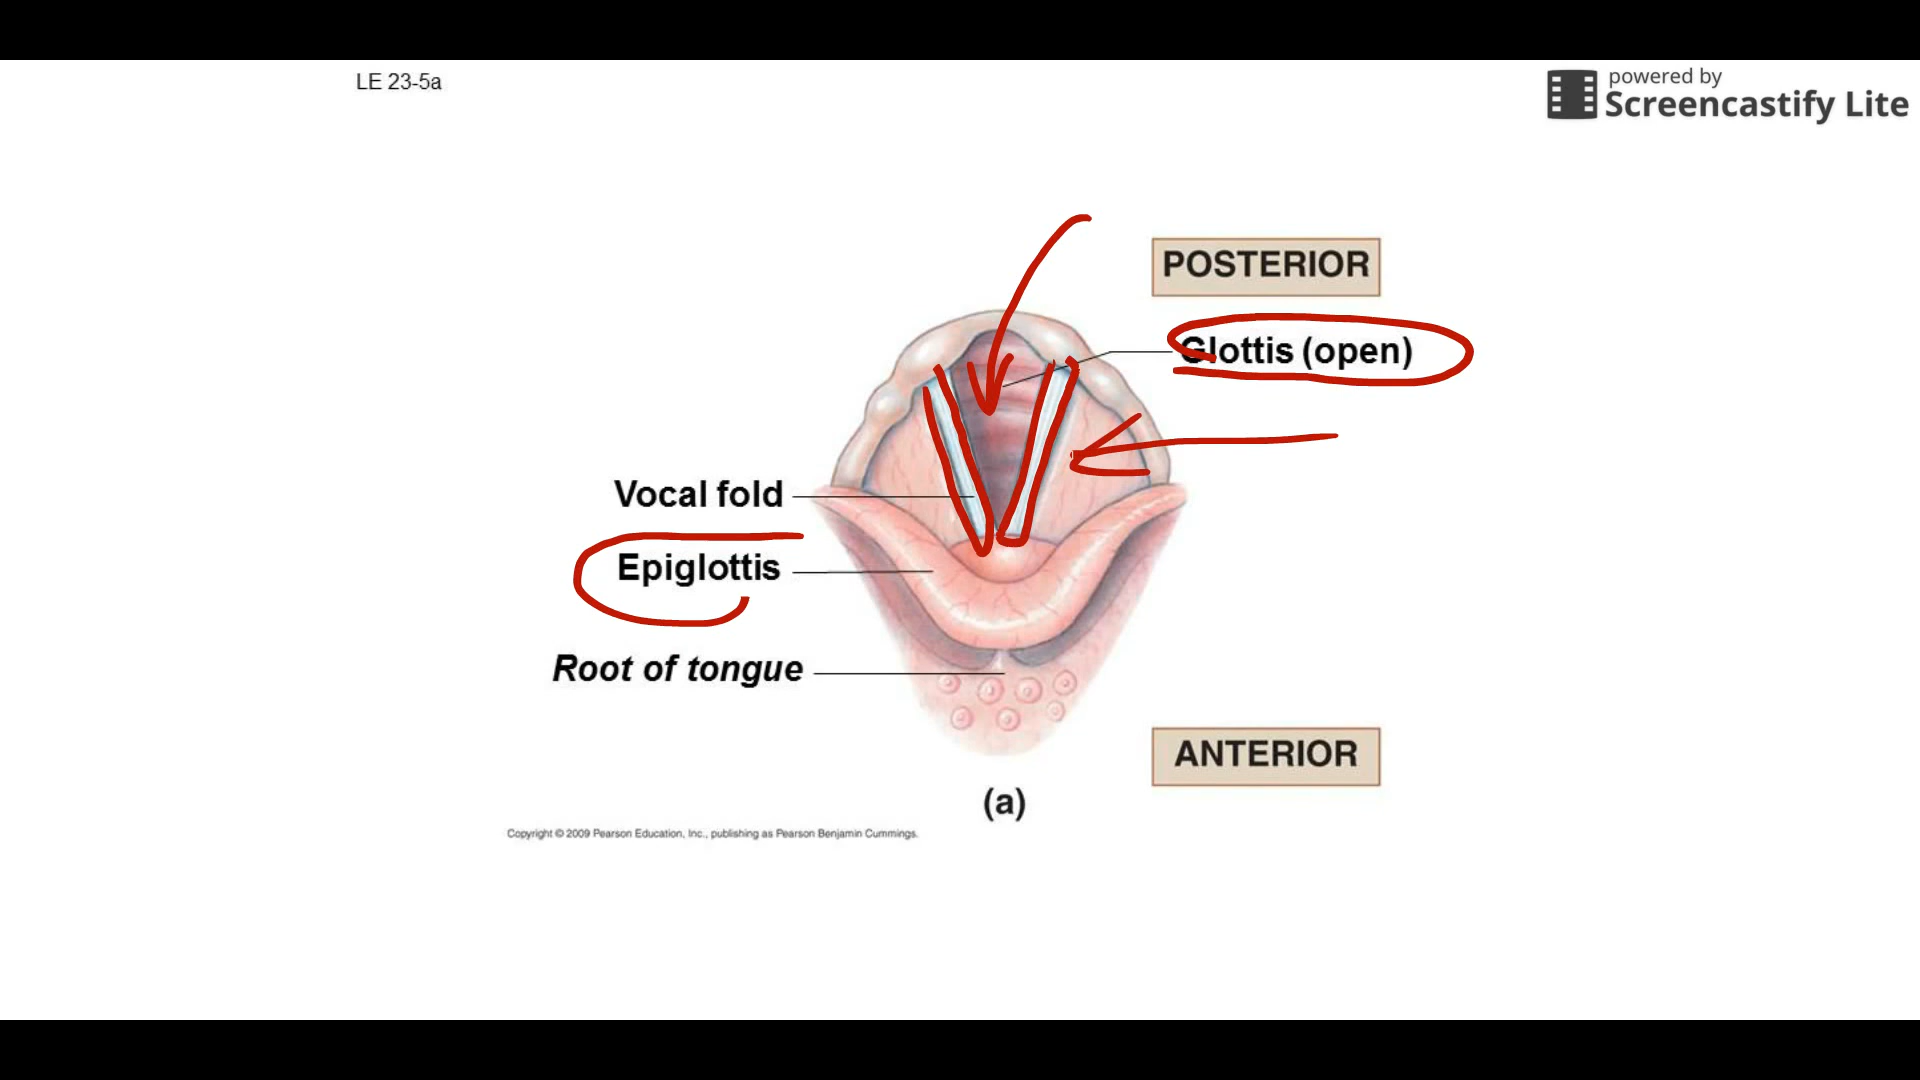 LE 23-5a
powered by
Screencastify Lite
POSTERIOR
Glottis (open)
Vocal fold
Epiglottis
Root of tongue
ANTERIOR
(a)
Copyright © 2009 Pearson Education, Inc., publishing as Pearson Benjamin Cummings.